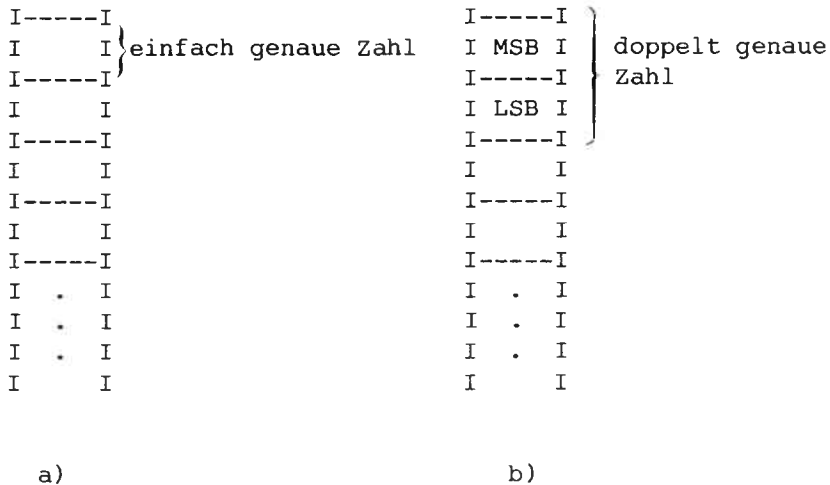 I-----I                           I-----I
I     I einfach genaue Zahl       I MSB I   doppelt genaue
I-----I                           I-----I   Zahl
I     I                           I LSB I
I-----I                           I-----I
I     I                           I     I
I-----I                           I-----I
I     I                           I     I
I-----I                           I-----I
I  .  I                           I  .  I
I  .  I                           I  .  I
I  .  I                           I  .  I
I     I                           I     I
a)                                b)